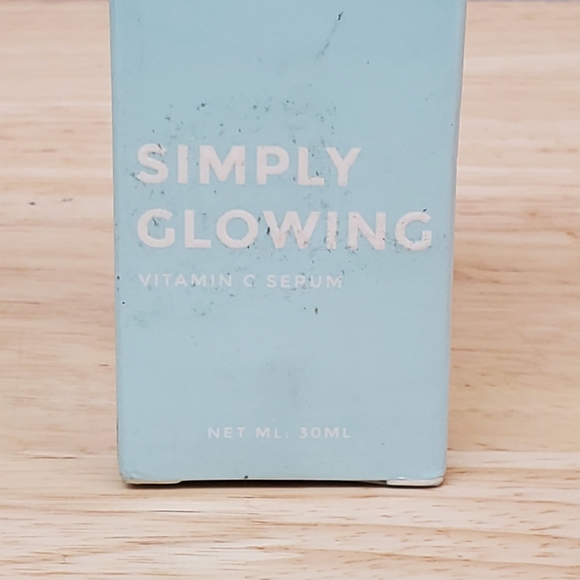 SIMPLY
GLOWING
VITAMIN C SERUM
NET ML: 30ML